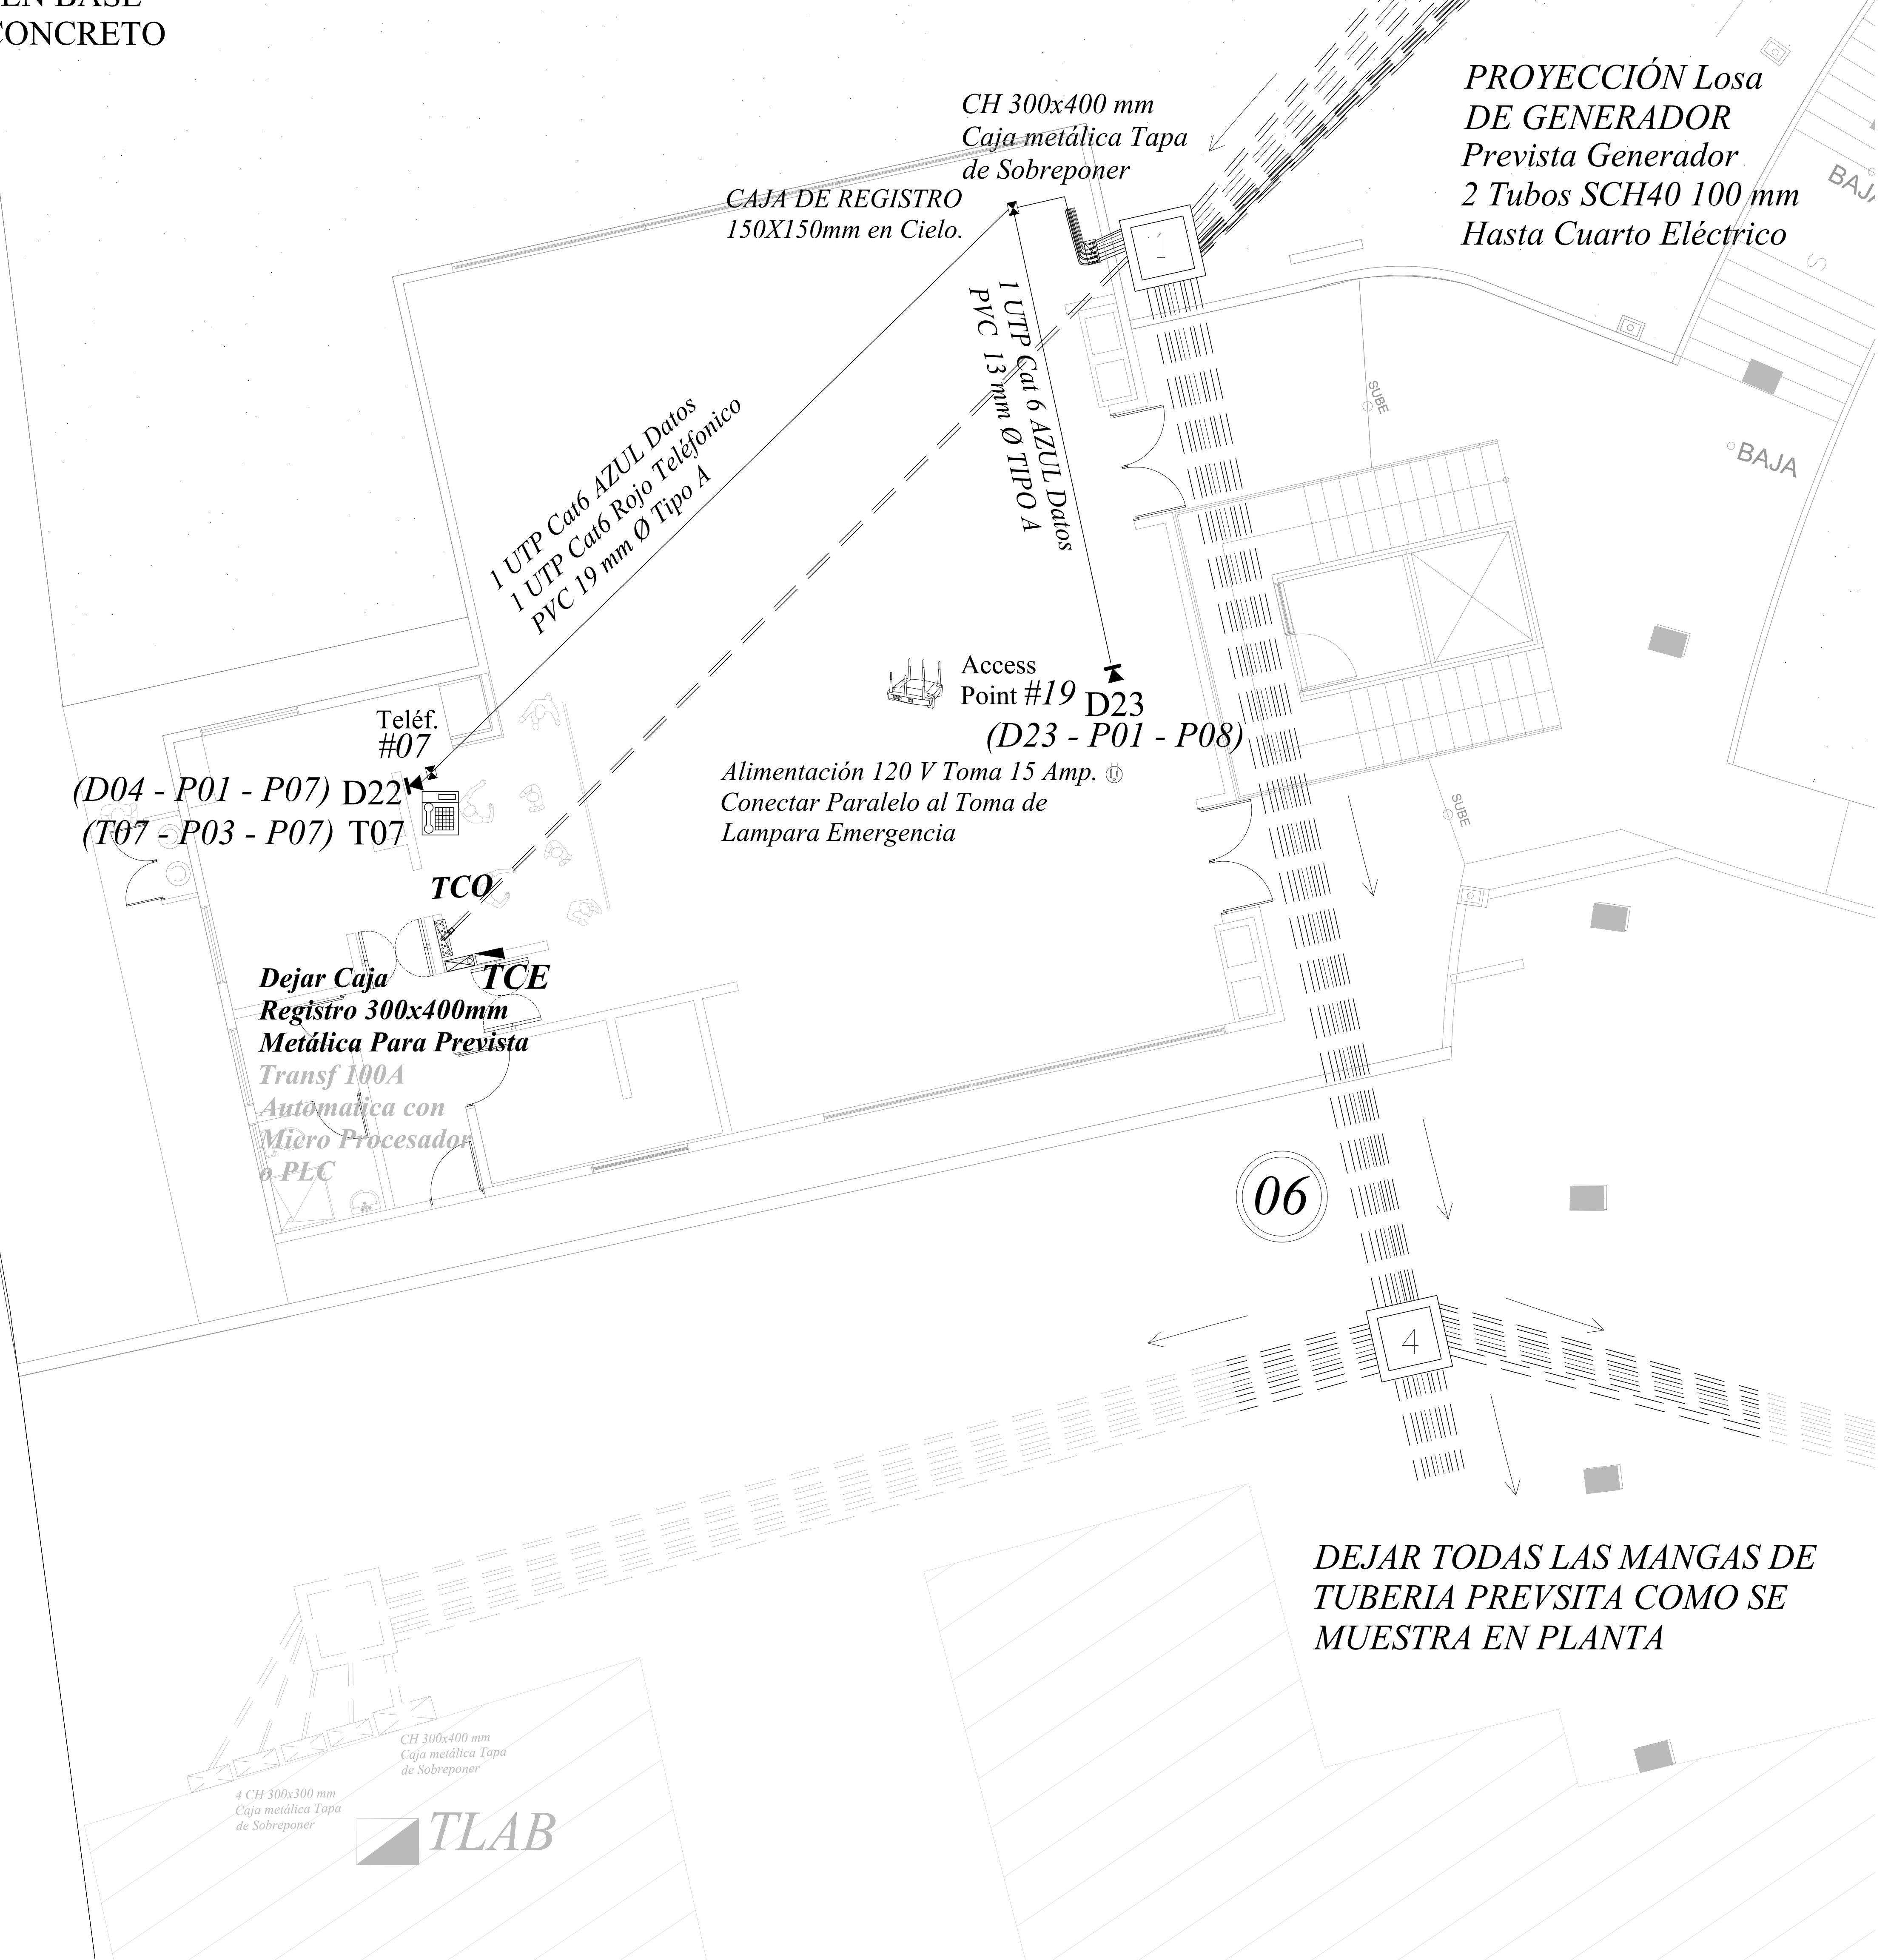 EN BASE
CONCRETO
PROYECCIÓN Losa
DE GENERADOR
Prevista Generador
2 Tubos SCH40 100 mm
Hasta Cuarto Eléctrico
CH 300x400 mm
Caja metálica Tapa
de Sobreponer
CAJA DE REGISTRO
150X150mm en Cielo.
1
BAJA
S
SUBE
BAJA
1 UTP Cat 6 AZUL Datos
PVC 13 mm Ø TIPO A
1 UTP Cat6 AZUL Datos
1 UTP Cat6 Rojo Teléfonico
PVC 19 mm Ø Tipo A
Access
Point #19 D23
(D23 - P01 - P08)
Alimentación 120 V Toma 15 Amp.
Conectar Paralelo al Toma de
Lampara Emergencia
Teléf.
#07
(D04 - P01 - P07) D22
(T07 - P03 - P07) T07
SUBE
TCO
TCE
Dejar Caja
Registro 300x400mm
Metálica Para Prevista
Transf 100A
Automatica con
Micro Procesador
o PLC
06
4
DEJAR TODAS LAS MANGAS DE
TUBERIA PREVSITA COMO SE
MUESTRA EN PLANTA
CH 300x400 mm
Caja metálica Tapa
de Sobreponer
4 CH 300x300 mm
Caja metálica Tapa
de Sobreponer
TLAB